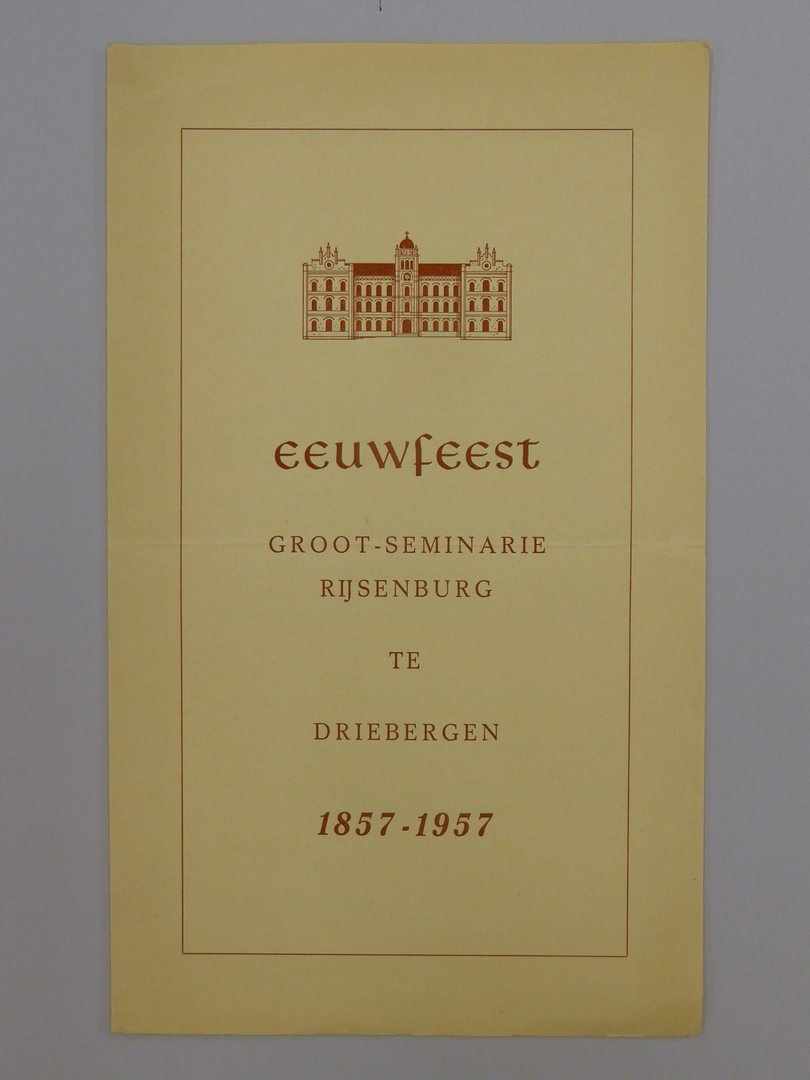 eeuwfeest
GROOT-SEMINARIE
RIJSENBURG
TE
DRIEBERGEN
1857-1957